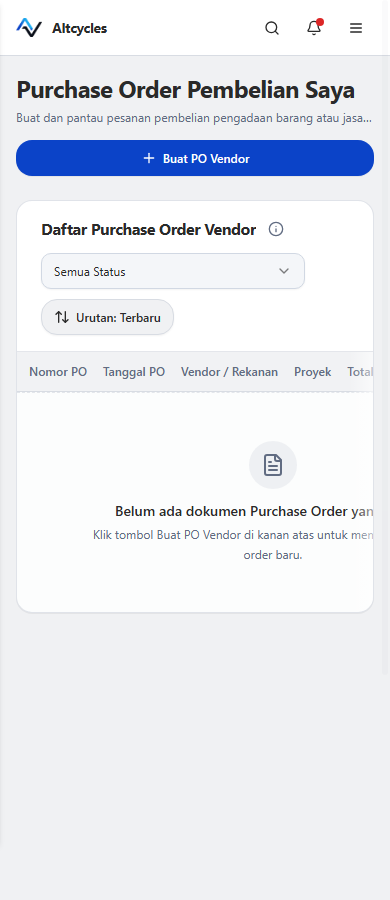 Altcycles
Purchase Order Pembelian Saya
Buat dan pantau pesanan pembelian pengadaan barang atau jasa...
Buat PO Vendor
Daftar Purchase Order Vendor
Semua Status
Urutan: Terbaru
Nomor PO Tanggal PO Vendor / Rekanan Proyek Total
Belum ada dokumen Purchase Order yan
Klik tombol Buat PO Vendor di kanan atas untuk mem
order baru.